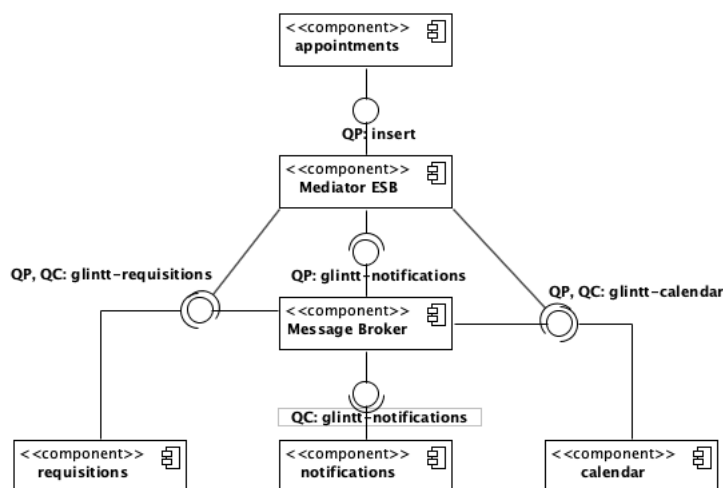 <<component>>
appointments
QP: insert
<<component>>
Mediator ESB
QP, QC: glintt-requisitions
QP: glintt-notifications
QP, QC: glintt-calendar
<<component>>
Message Broker
QC: glintt-notifications
<<component>>
requisitions
<<component>>
notifications
<<component>>
calendar